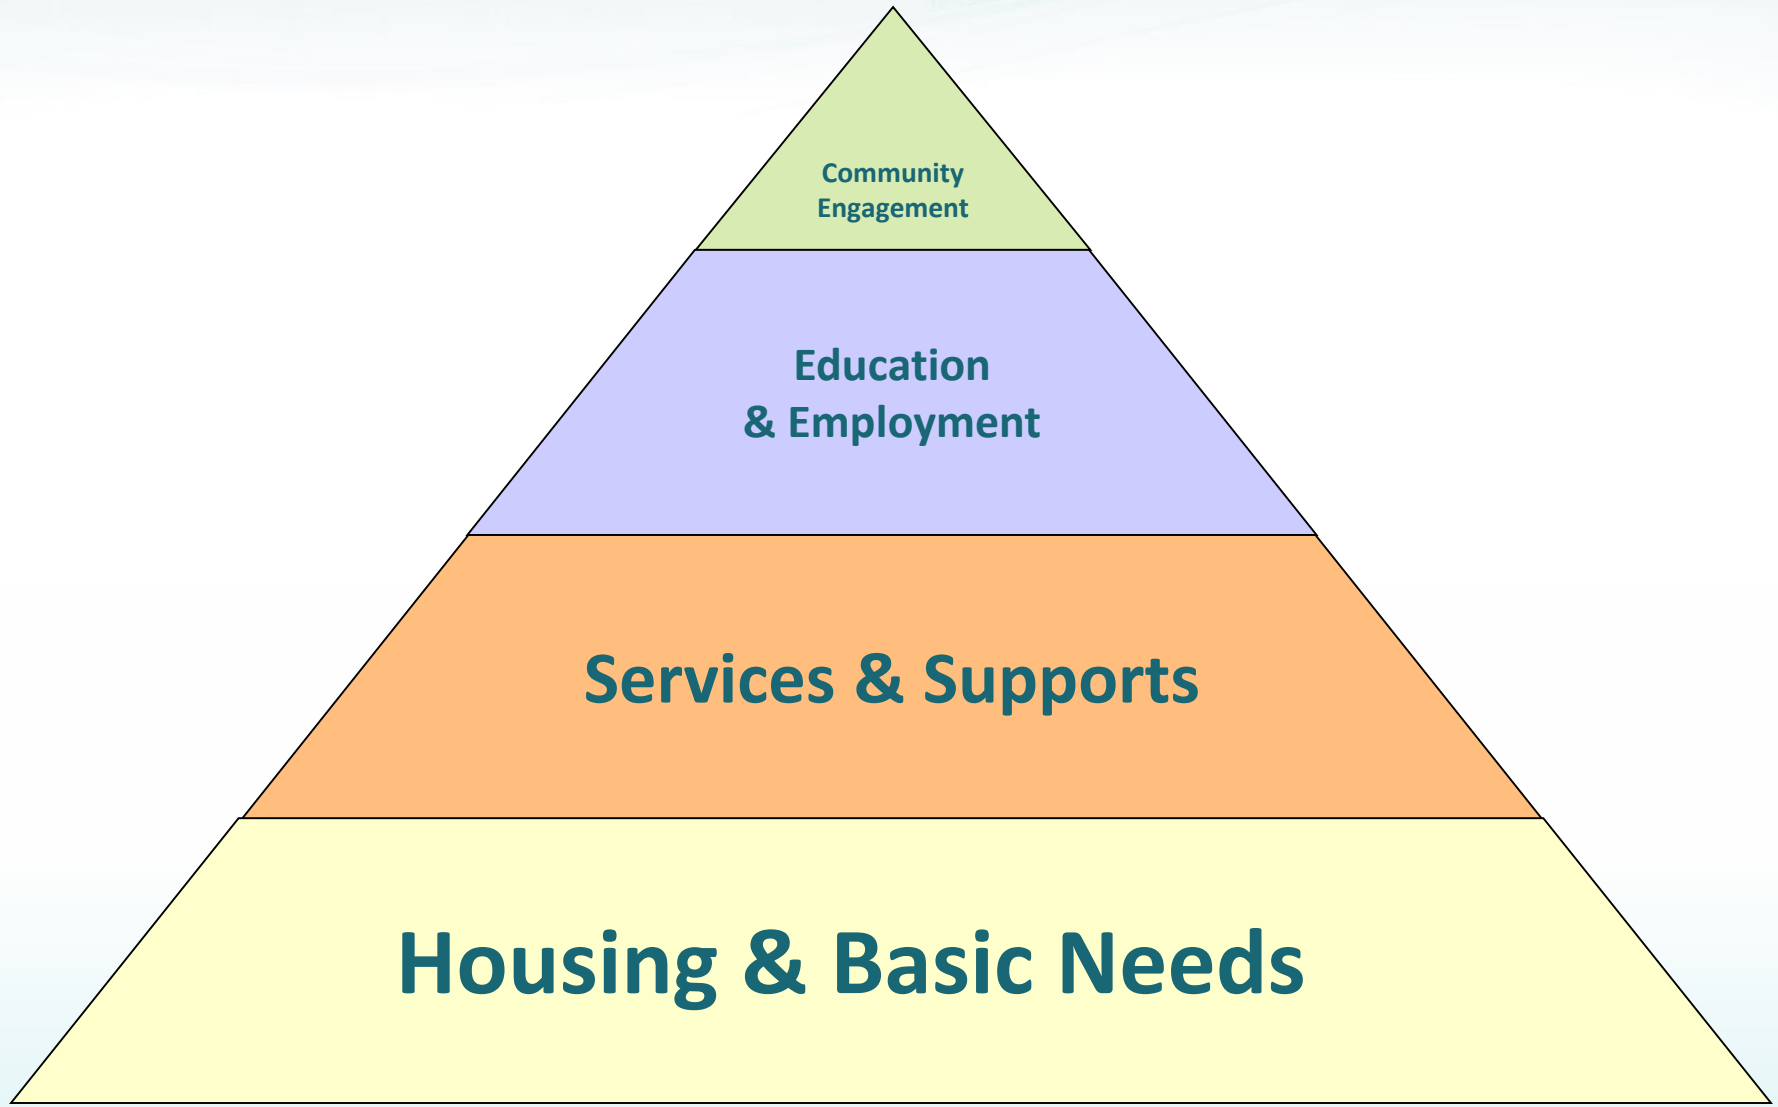 Community
Engagement
Education
& Employment
Services & Supports
Housing & Basic Needs